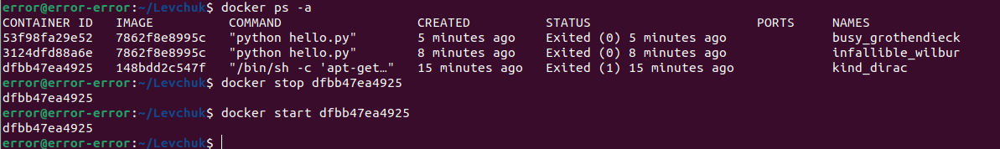 error@error-error:~/Levchuk$ docker ps -a
CONTAINER ID   IMAGE          COMMAND                  CREATED          STATUS                      PORTS     NAMES
53f98fa29e52   7862f8e8995c   "python hello.py"        5 minutes ago    Exited (0) 5 minutes ago              busy_grothendieck
3124dfd88a6e   7862f8e8995c   "python hello.py"        8 minutes ago    Exited (0) 8 minutes ago              infallible_wilbur
dfbb47ea4925   148bdd2c547f   "/bin/sh -c 'apt-get…"   15 minutes ago   Exited (1) 15 minutes ago             kind_dirac
error@error-error:~/Levchuk$ docker stop dfbb47ea4925
dfbb47ea4925
error@error-error:~/Levchuk$ docker start dfbb47ea4925
dfbb47ea4925
error@error-error:~/Levchuk$